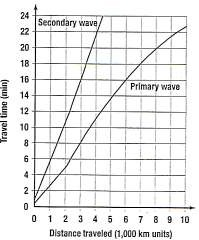 Travel time (min)
24
22
20
18
16
14
12
10
8
6
4
2
0
Secondary wave
Primary wave
0 1 2 3 4 5 6 7 8 9 10
Distance traveled (1,000 km units)